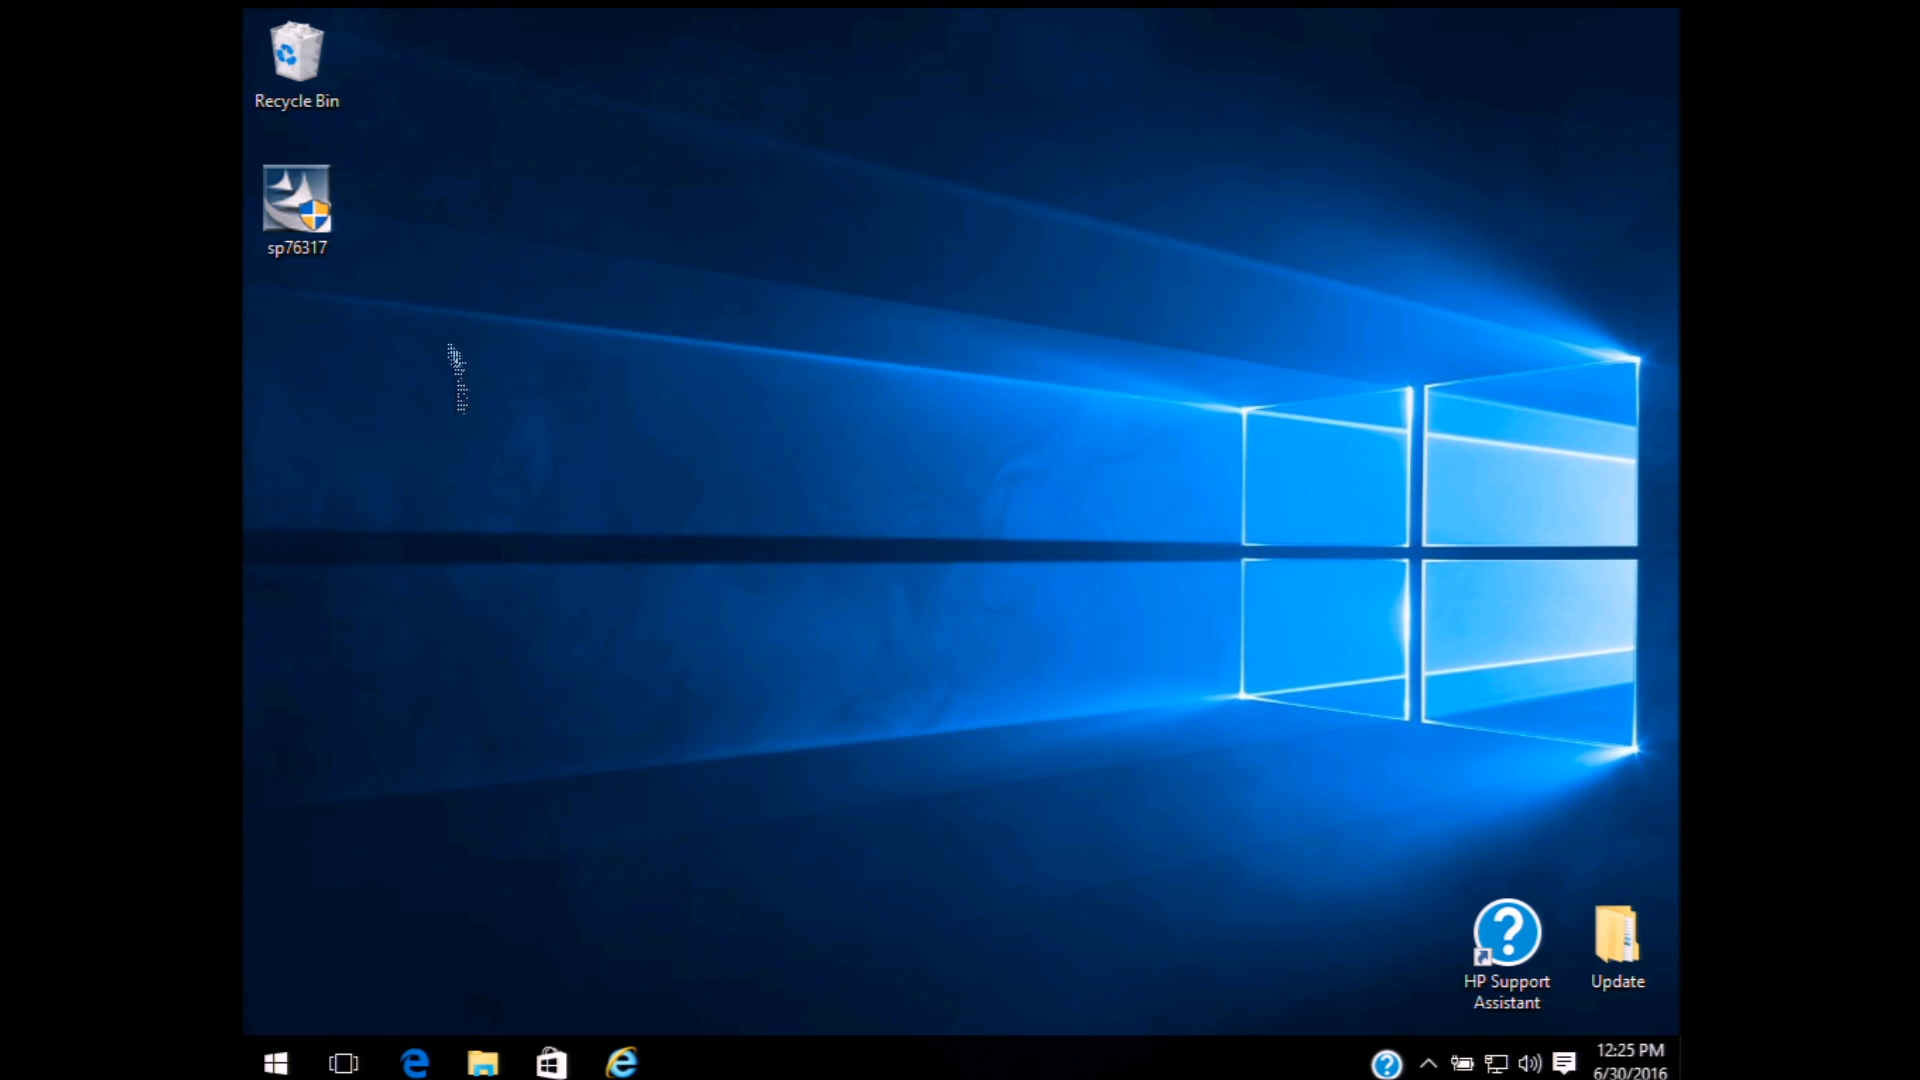 Recycle Bin
sp76317
HP Support
Assistant
Update
12:25 PM
6/30/2016